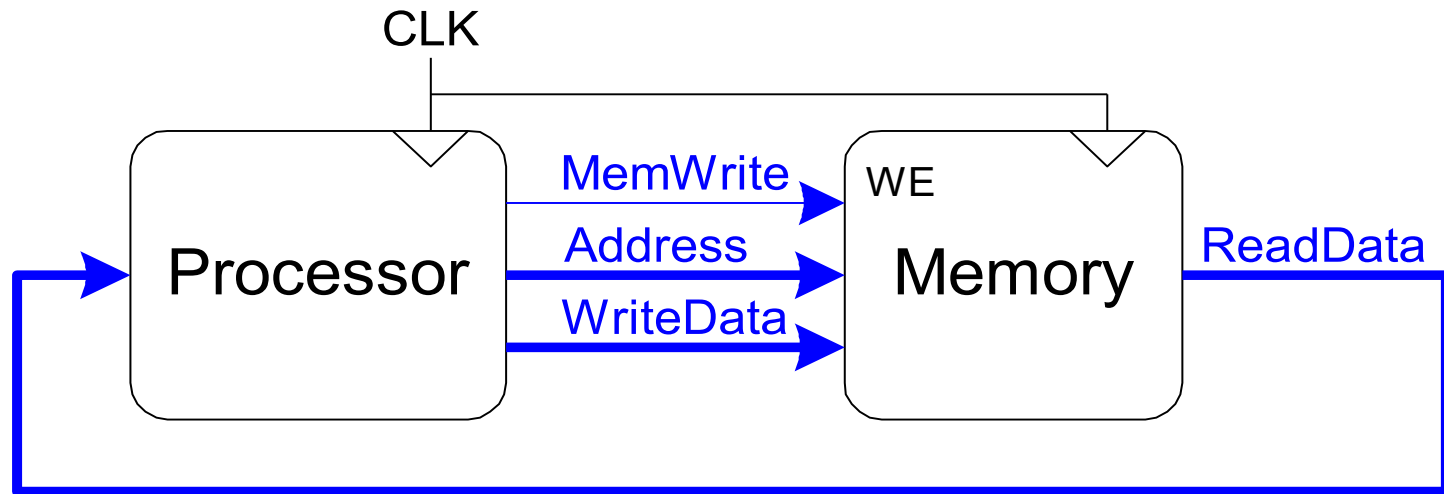 CLK
MemWrite
WE
Address
Processor
Memory
ReadData
WriteData